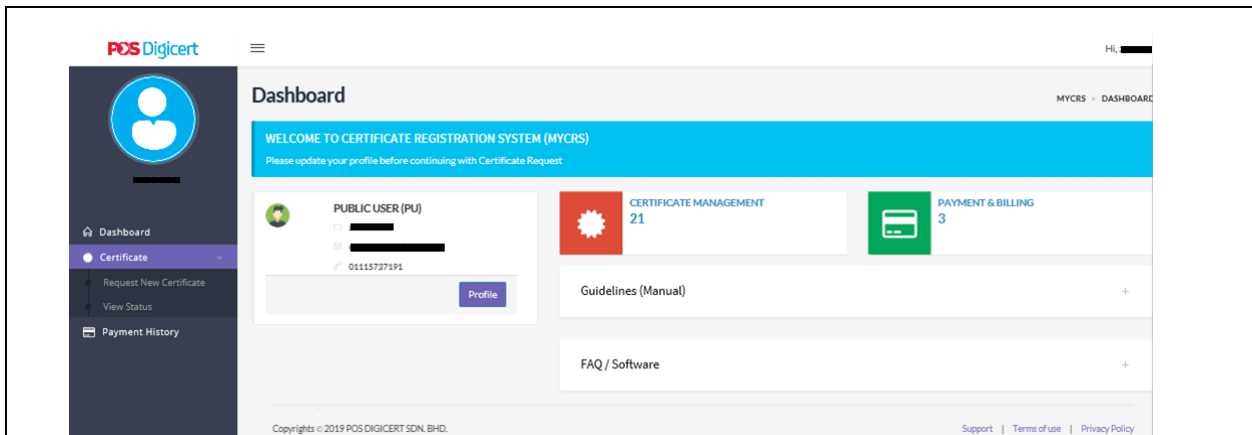 POS Digicert
Hi,
Dashboard
MYCRS DASHBOARD
WELCOME TO CERTIFICATE REGISTRATION SYSTEM (MYCRS)
Please update your profile before continuing with Certificate Request
PUBLIC USER (PU)
01115737191
Profile
CERTIFICATE MANAGEMENT
21
PAYMENT & BILLING
3
Guidelines (Manual)
FAQ / Software
Dashboard
Certificate
Request New Certificate
View Status
Payment History
Copyrights © 2019 POS DIGICERT SDN. BHD.
Support | Terms of use | Privacy Policy